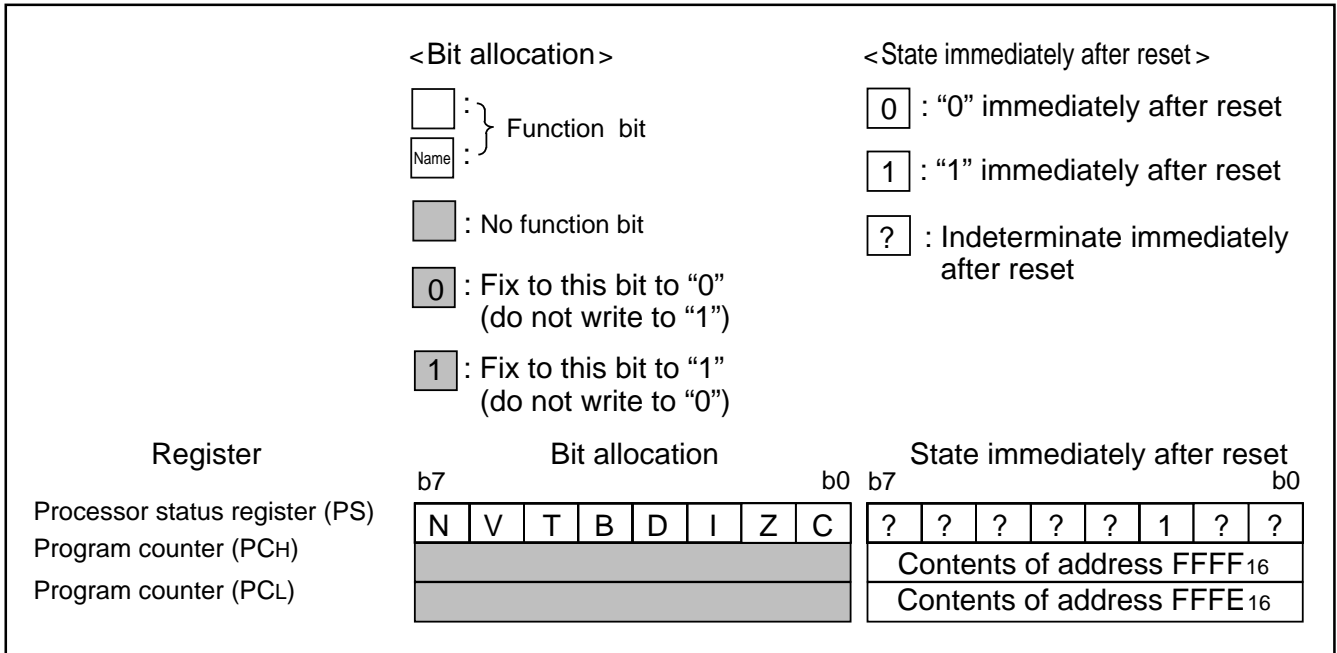 <Bit allocation>
:
Function bit
Name :
: No function bit
0 : Fix to this bit to “0”
(do not write to “1”)
1 : Fix to this bit to “1”
(do not write to “0”)
<State immediately after reset>
0 : “0” immediately after reset
1 : “1” immediately after reset
? : Indeterminate immediately
after reset
Register Bit allocation State immediately after reset
b7 b0 b7 b0
Processor status register (PS) N V T B D I Z C ? ? ? ? ? 1 ? ?
Program counter (PCH) Contents of address FFFF16
Program counter (PCL) Contents of address FFFE16